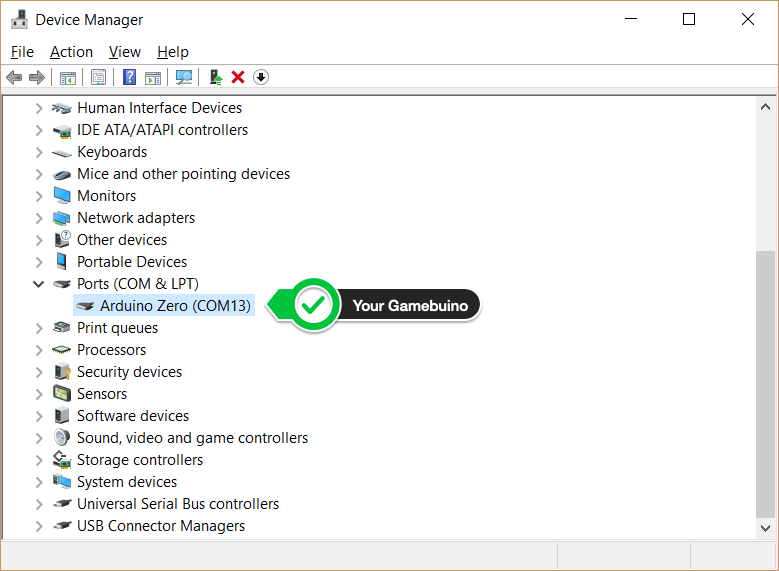 Device Manager
File Action View Help
Human Interface Devices
IDE ATA/ATAPI controllers
Keyboards
Mice and other pointing devices
Monitors
Network adapters
Other devices
Portable Devices
Ports (COM & LPT)
Arduino Zero (COM13)
Your Gamebuino
Print queues
Processors
Security devices
Sensors
Software devices
Sound, video and game controllers
Storage controllers
System devices
Universal Serial Bus controllers
USB Connector Managers